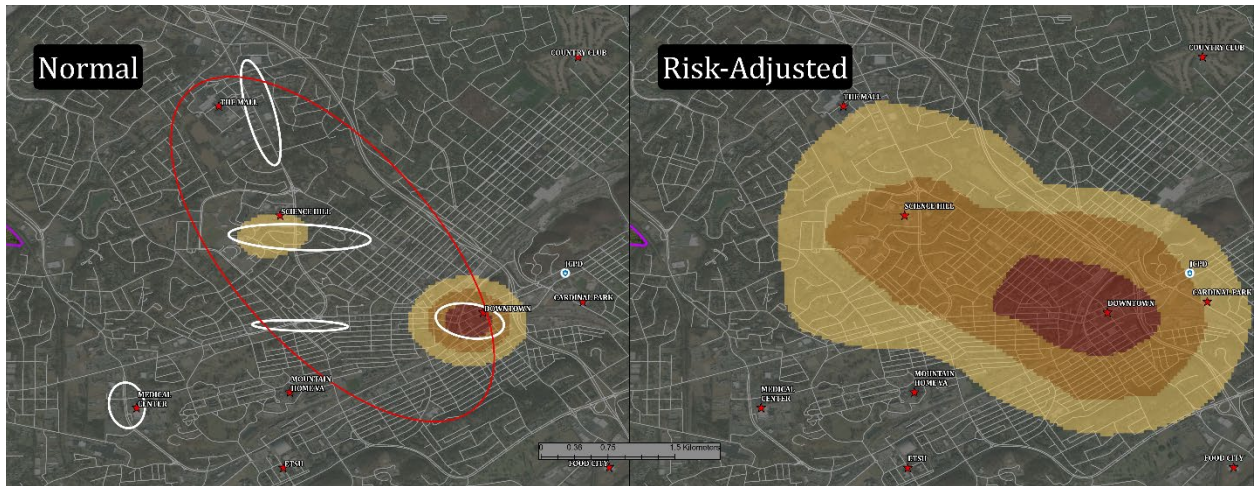 Normal
COUNTRY CLUB
THE MALL
SCIENCE HILL
JCPD
CARDINAL PARK
DOWNTOWN
MOUNTAIN
HOME VA
MEDICAL
CENTER
ETSU
FOOD CITY
0 0.38 0.75 1.5 Kilometers
Risk-Adjusted
COUNTRY CLUB
THE MALL
SCIENCE HILL
JCPD
CARDINAL PARK
DOWNTOWN
MOUNTAIN
HOME VA
MEDICAL
CENTER
ETSU
FOOD CITY